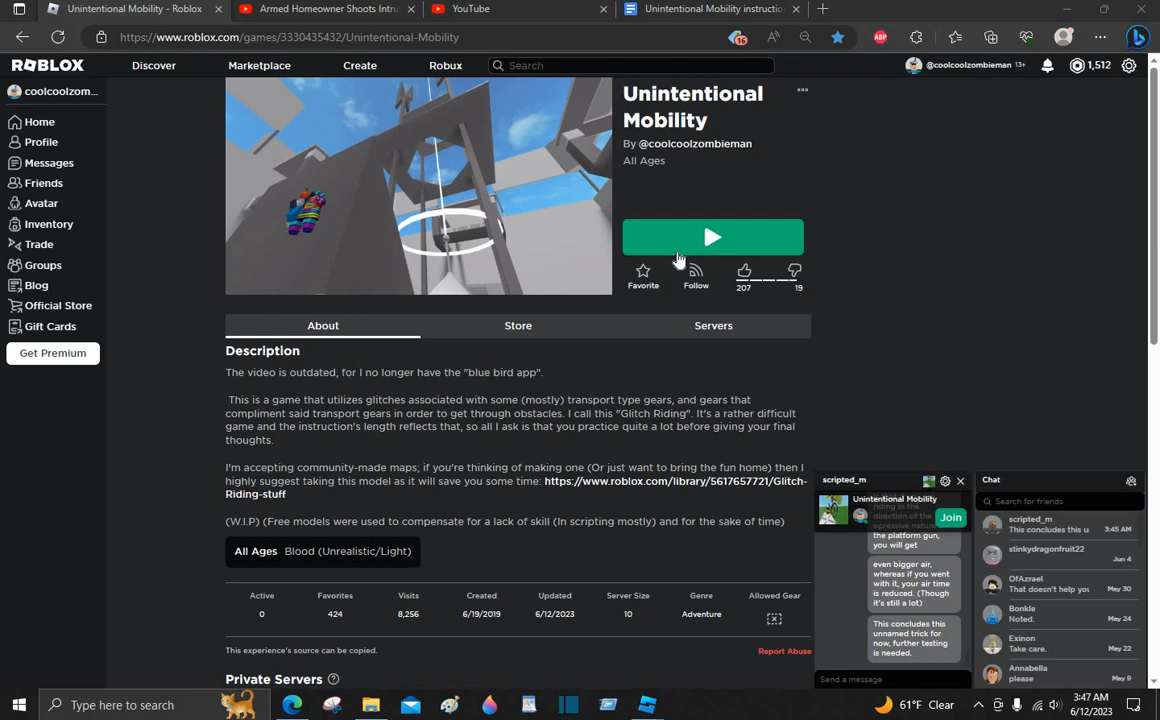 Unintentional Mobility - Roblox
Armed Homeowner Shoots Intru
YouTube
Unintentional Mobility instructio
https://www.roblox.com/games/3330435432/Unintentional-Mobility
16
ABP
ROBLOX
Discover
Marketplace
Create
Robux
Search
@coolcoolzombieman 13+
1,512
coolcoolzom...
Home
Profile
Messages
Friends
Avatar
Inventory
Trade
Groups
Blog
Official Store
Gift Cards
Get Premium
Unintentional
Mobility
By @coolcoolzombieman
All Ages
Favorite
Follow
207
19
About
Store
Servers
Description
The video is outdated, for I no longer have the "blue bird app".
This is a game that utilizes glitches associated with some (mostly) transport type gears, and gears that
compliment said transport gears in order to get through obstacles. I call this "Glitch Riding". It's a rather difficult
game and the instruction's length reflects that, so all I ask is that you practice quite a lot before giving your final
thoughts.
I'm accepting community-made maps; if you're thinking of making one (Or just want to bring the fun home) then I
highly suggest taking this model as it will save you some time: https://www.roblox.com/library/5617657721/Glitch-
Riding-stuff
(W.I.P) (Free models were used to compensate for a lack of skill (In scripting mostly) and for the sake of time)
All Ages Blood (Unrealistic/Light)
Active
Favorites
Visits
Created
Updated
Server Size
Genre
Allowed Gear
0
424
8,256
6/19/2019
6/12/2023
10
Adventure
This experience's source can be copied.
Report Abuse
Private Servers
scripted_m
Unintentional Mobility
Join
riding in the
direction of the
opressive nature
the platform gun,
you will get
even bigger air,
whereas if you went
with it, your air time
is reduced. (Though
it's still a lot)
This concludes this
unnamed trick for
now, further testing
is needed.
Send a message
Chat
Search for friends
scripted_m
This concludes this u
3:45 AM
stinkydragonfruit22
Jun 4
OfAzrael
That doesn't help you
May 30
Bonkle
Noted.
May 24
Exinon
Take care.
May 22
Annabella
please
May 9
Type here to search
61°F Clear
3:47 AM
6/12/2023